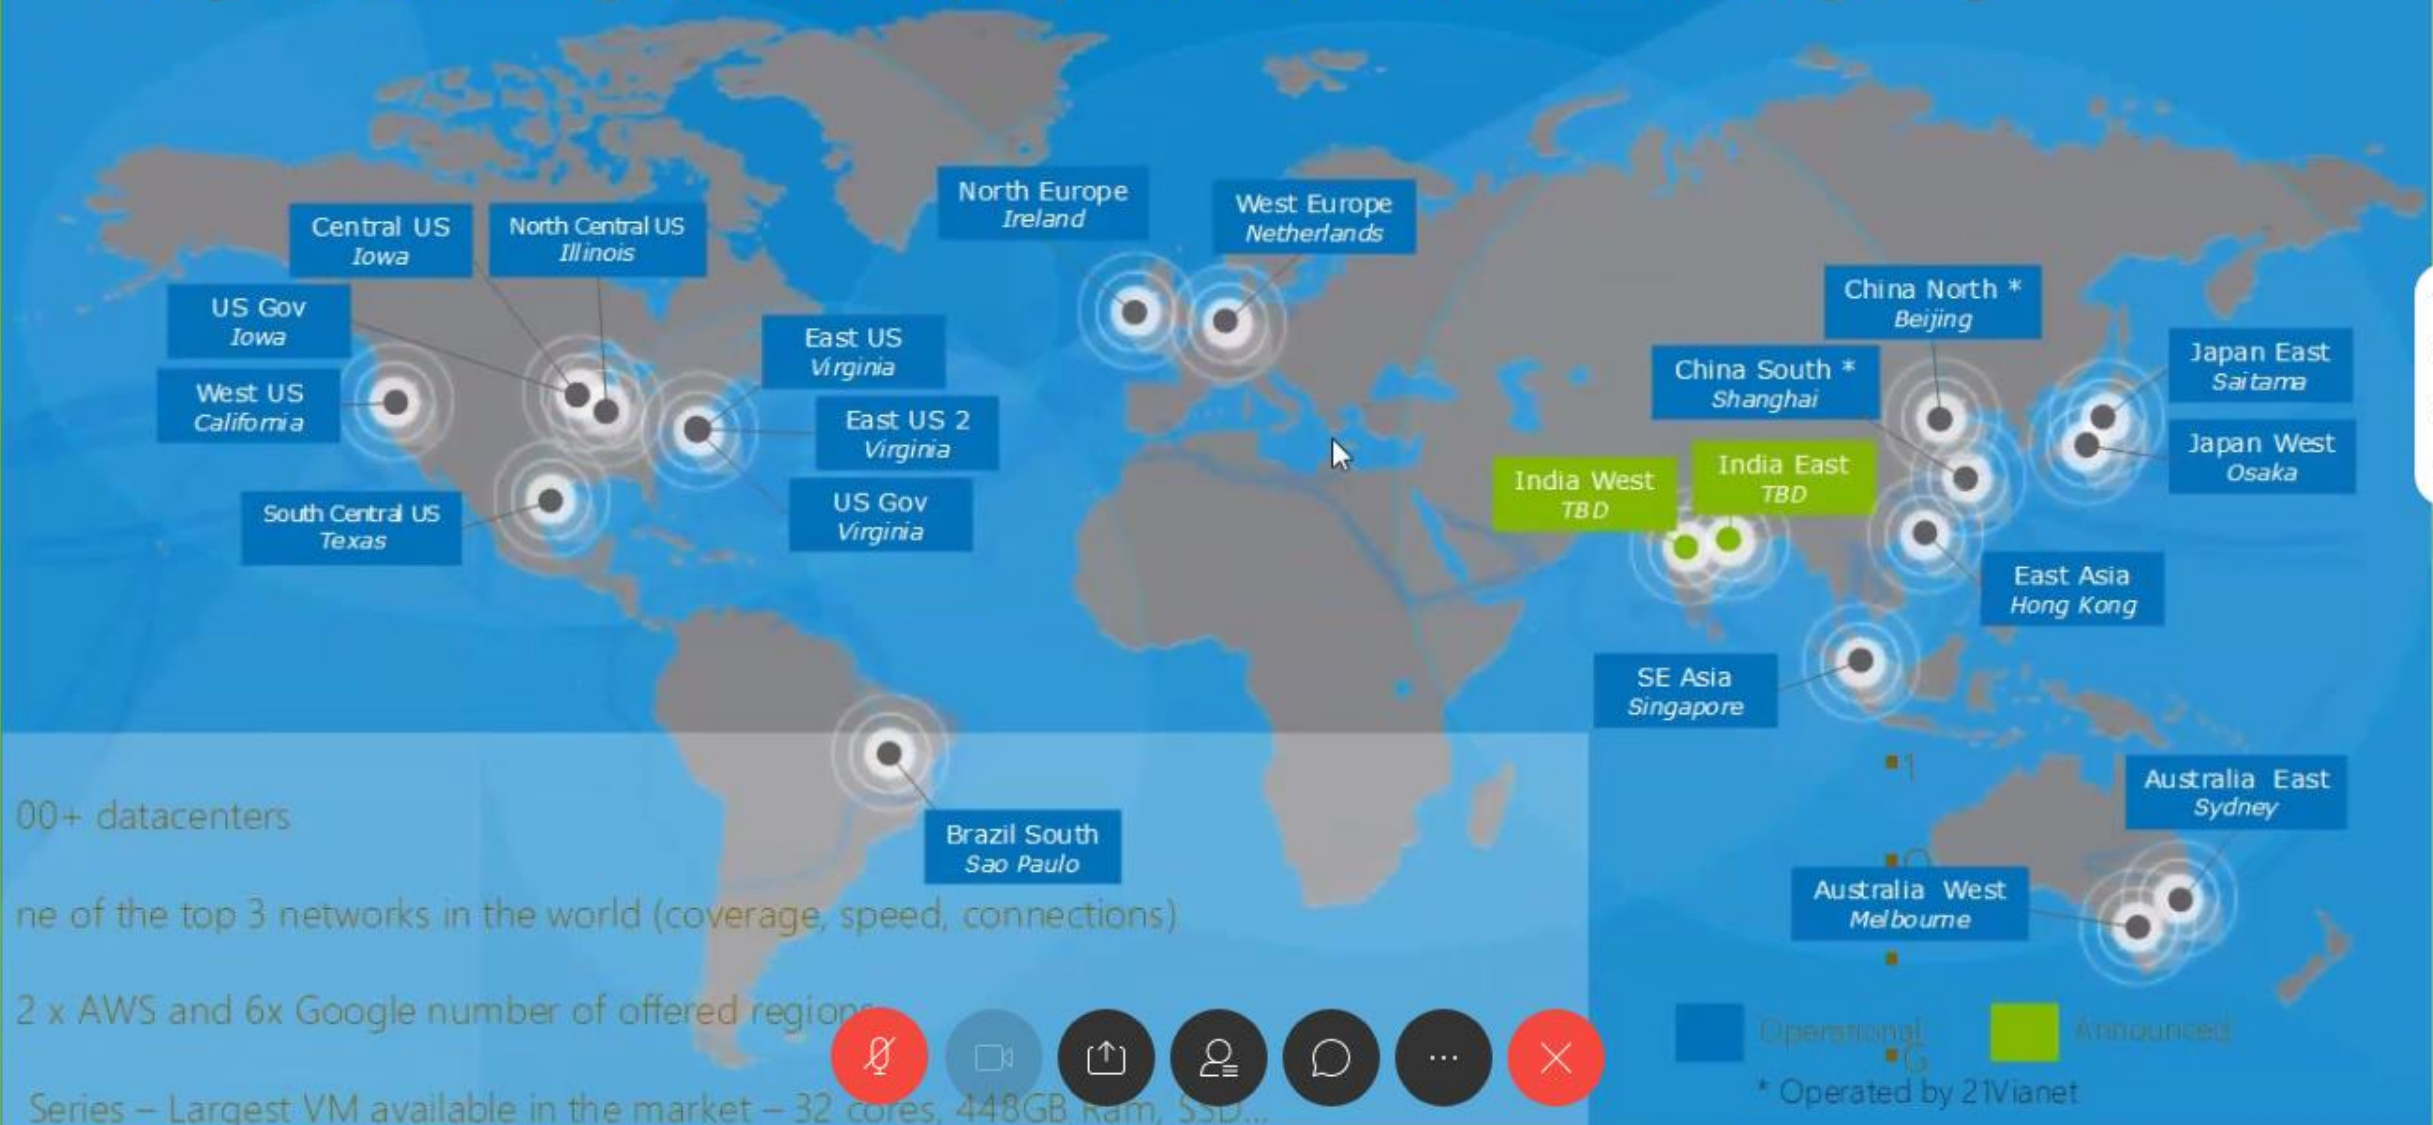 North Europe
Ireland
West Europe
Netherlands
Central US
Iowa
North Central US
Illinois
US Gov
Iowa
West US
California
East US
Virginia
East US 2
Virginia
US Gov
Virginia
South Central US
Texas
China North *
Beijing
China South *
Shanghai
Japan East
Saitama
Japan West
Osaka
India West
TBD
India East
TBD
East Asia
Hong Kong
SE Asia
Singapore
Brazil South
Sao Paulo
Australia East
Sydney
Australia West
Melbourne
1
00+ datacenters
O
ne of the top 3 networks in the world (coverage, speed, connections)
2 x AWS and 6x Google number of offered regions
G
Series – Largest VM available in the market – 32 cores, 448GB Ram, SSD...
Operational
Announced
* Operated by 21Vianet